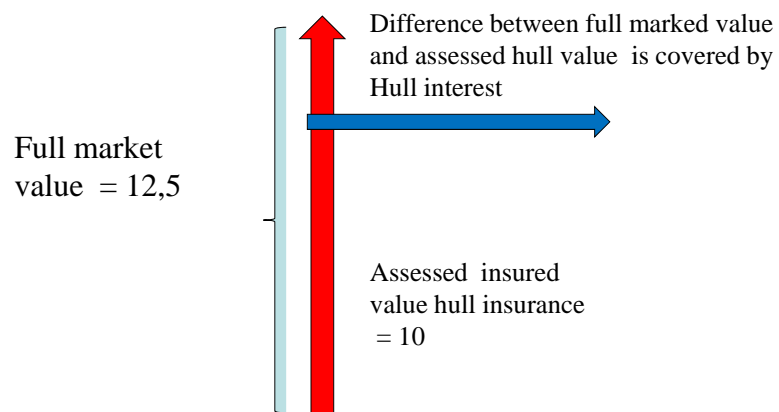 Difference between full marked value
and assessed hull value  is covered by
Hull interest
Full market
value  = 12,5
Assessed  insured
value hull insurance
= 10